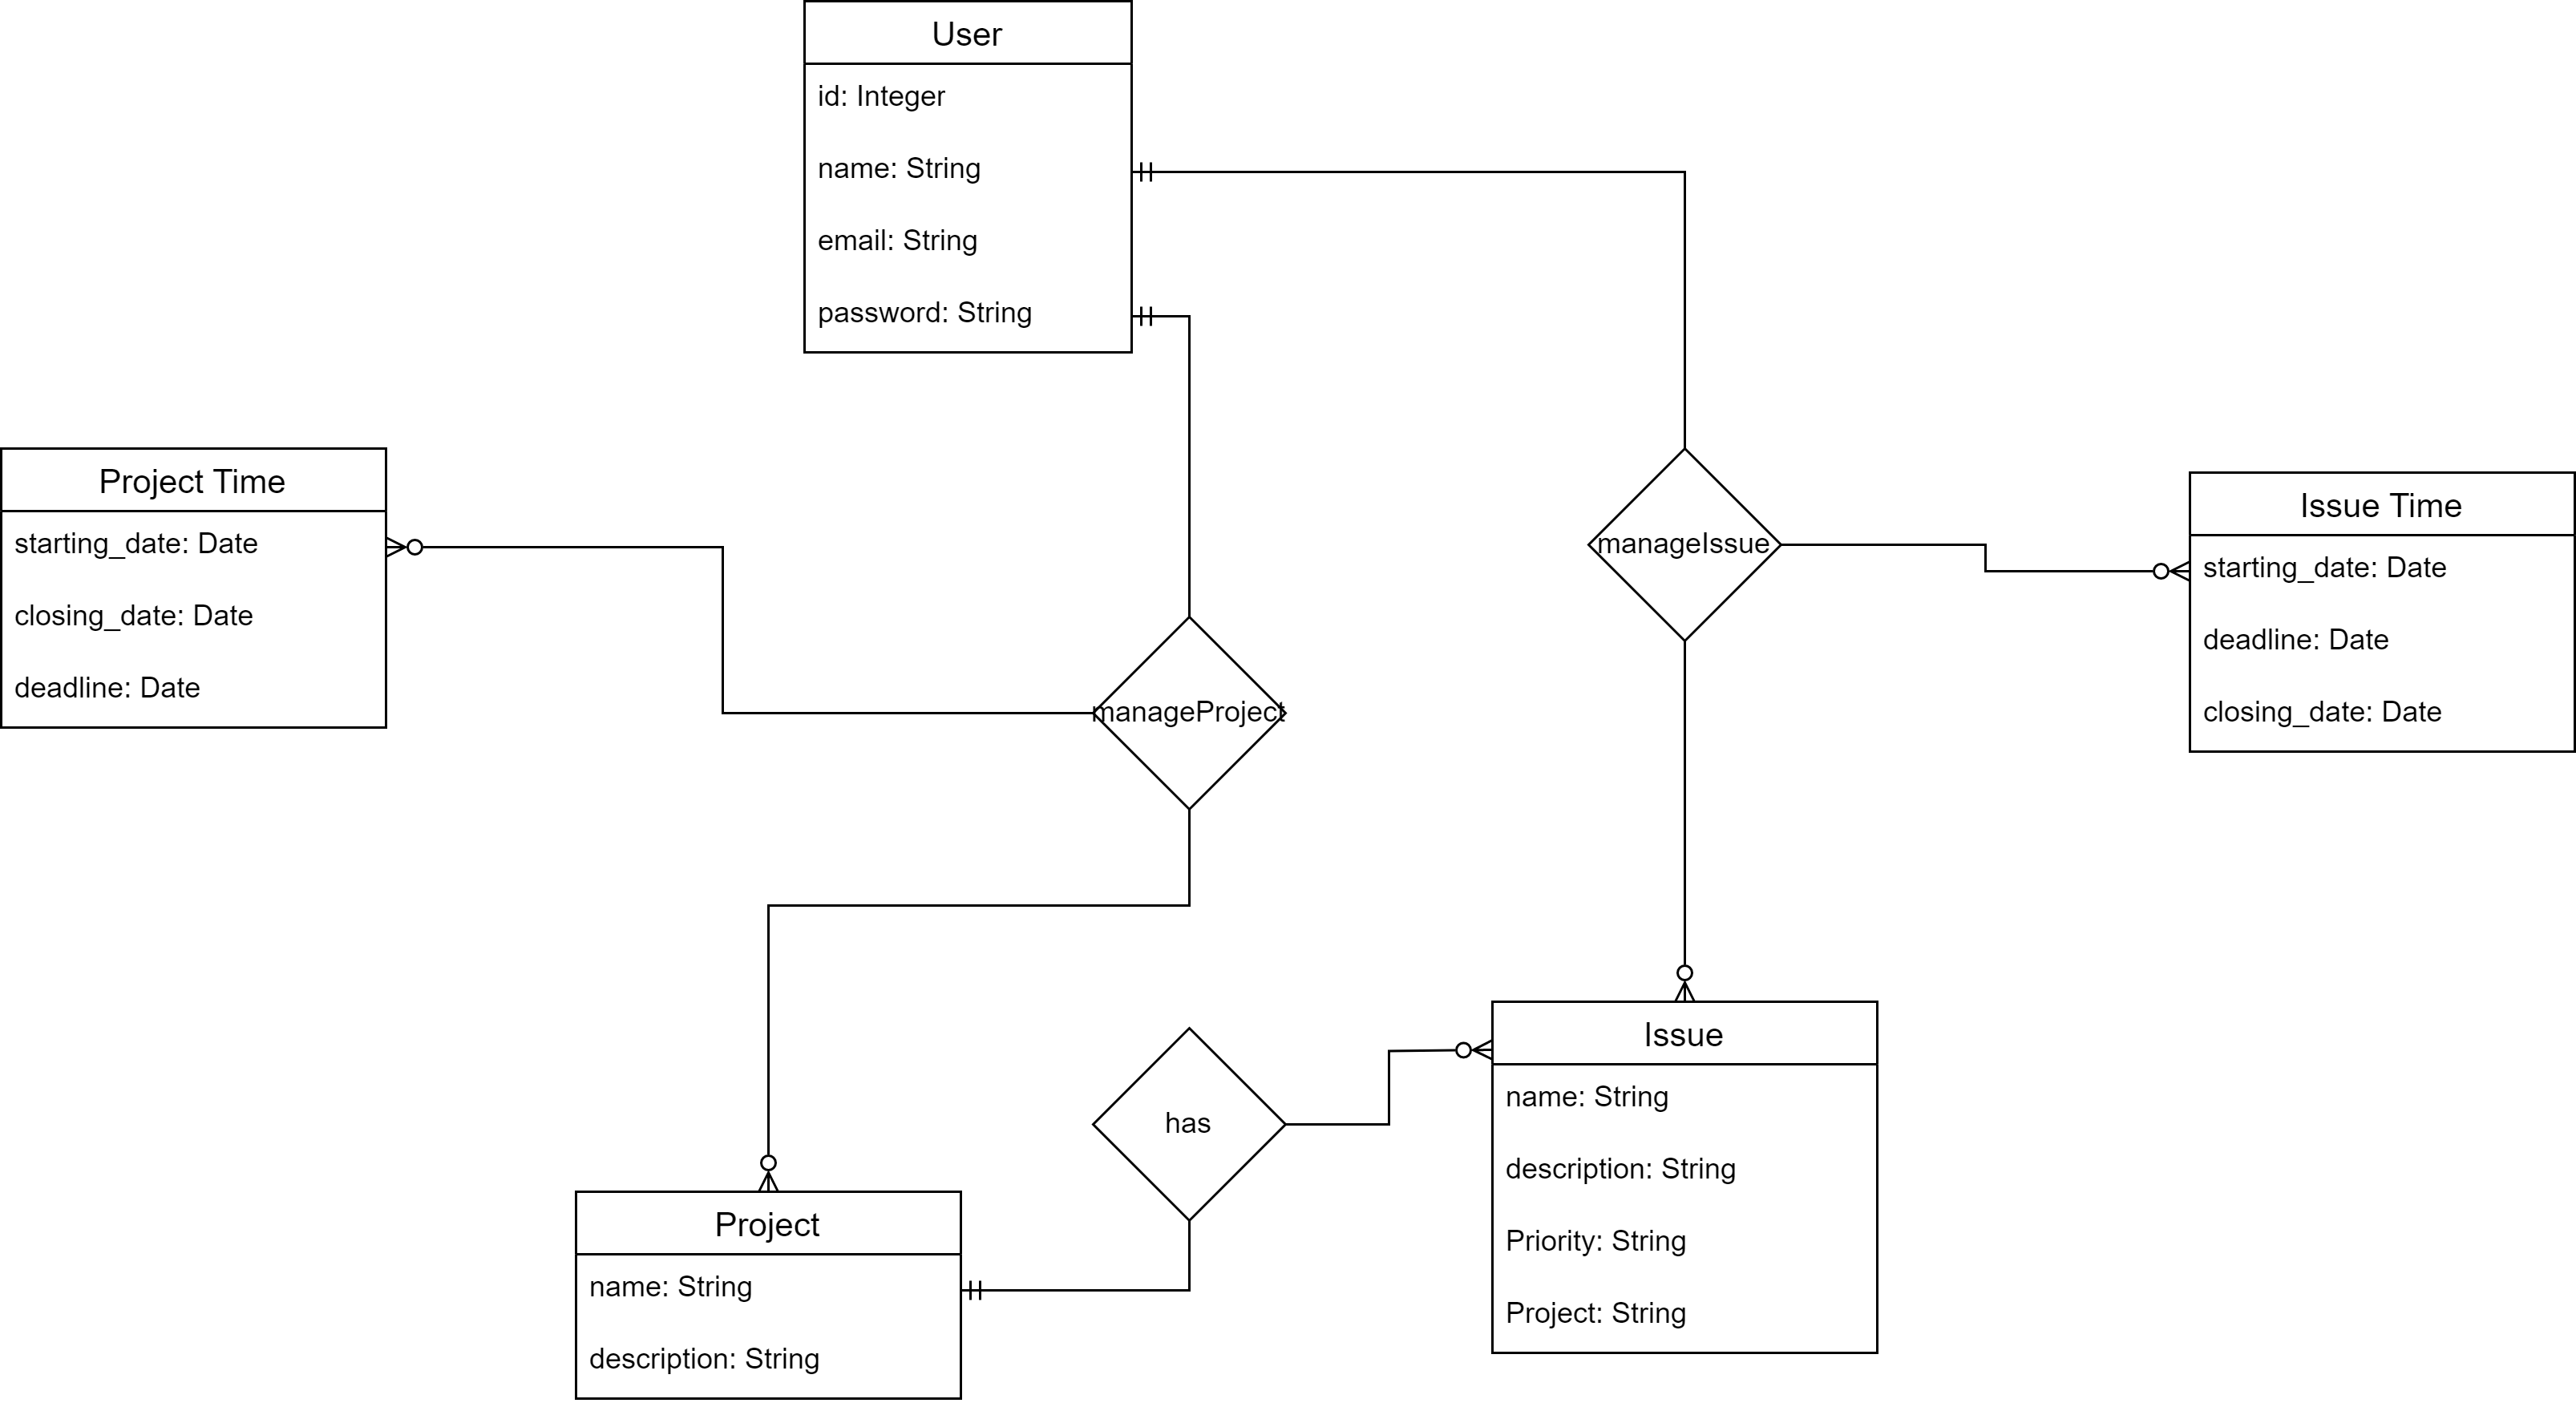 User
id: Integer
name: String
email: String
password: String
Project Time
starting_date: Date
closing_date: Date
deadline: Date
manageProject
manageIssue
Issue Time
starting_date: Date
deadline: Date
closing_date: Date
has
Issue
name: String
description: String
Priority: String
Project: String
Project
name: String
description: String